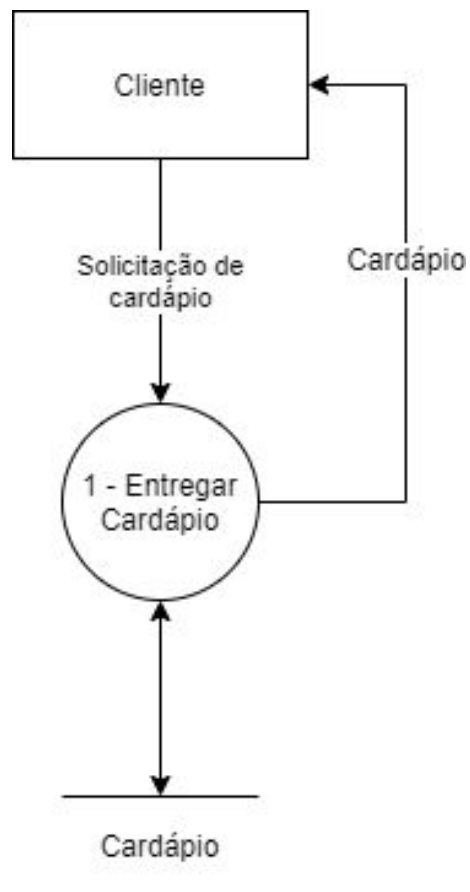 Cliente
Solicitação de
cardápio
Cardápio
1 - Entregar
Cardápio
Cardápio